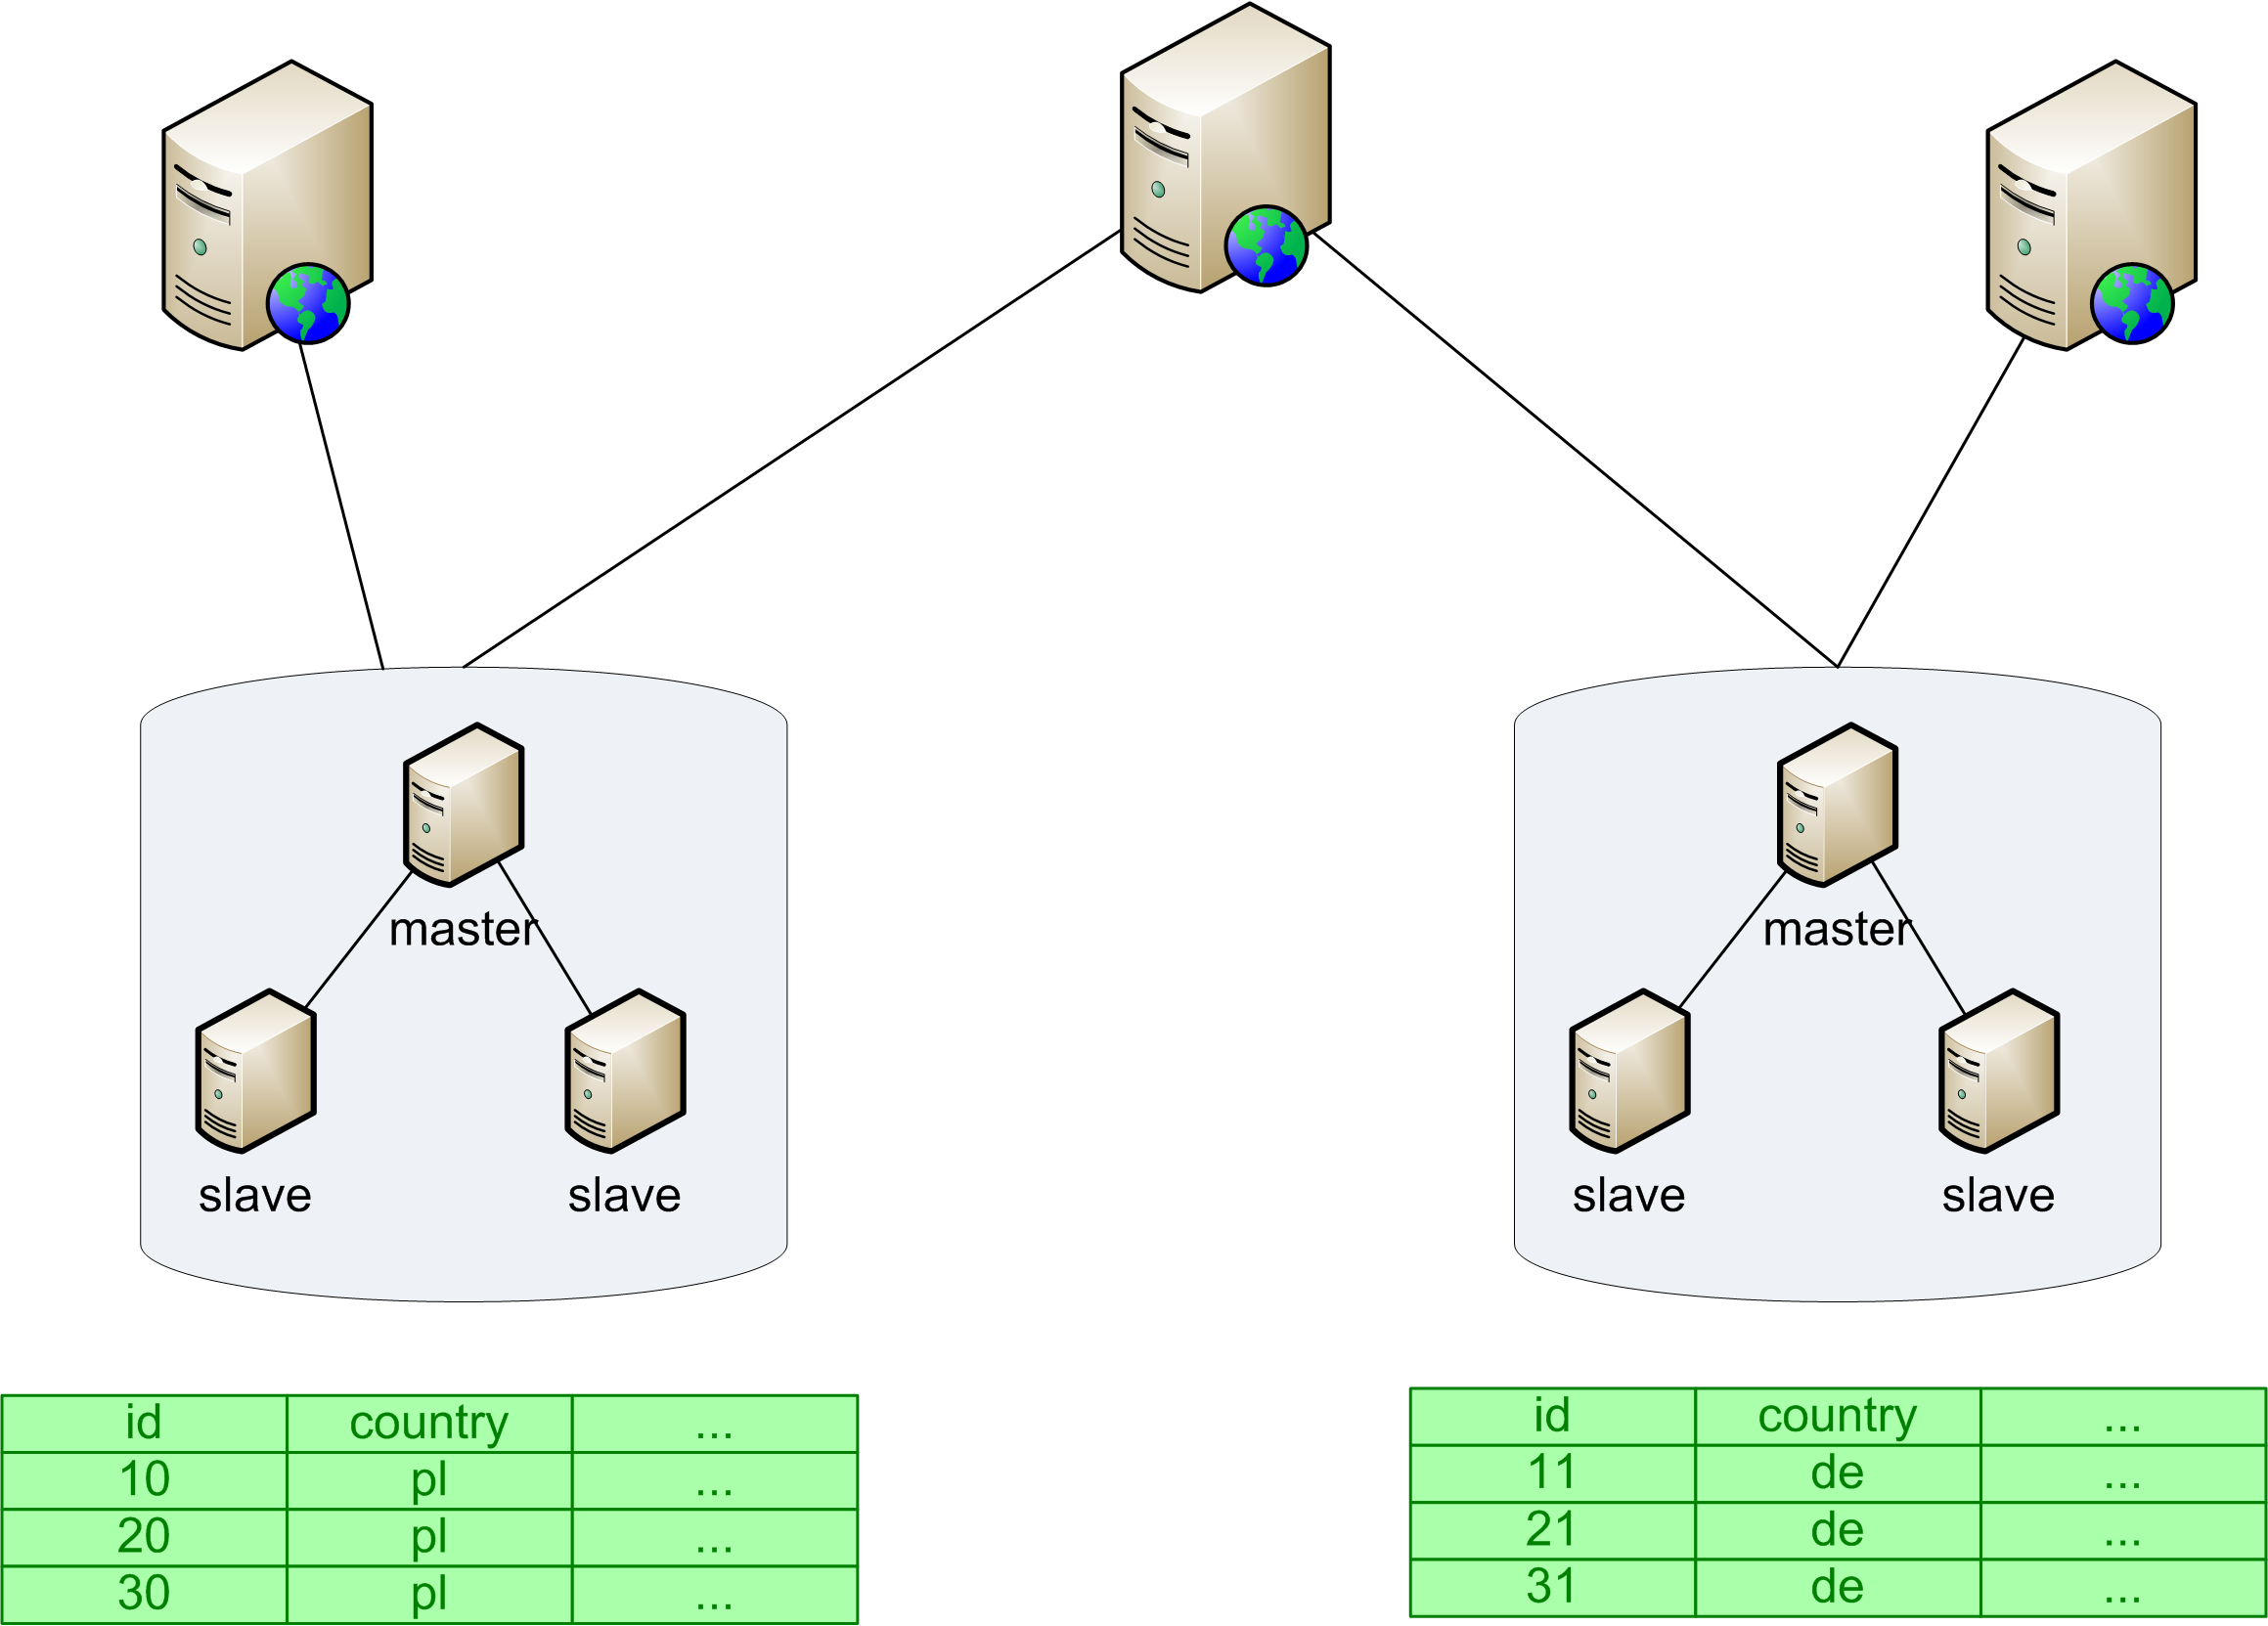 master
slave slave
id country ...
10 pl ...
20 pl ...
30 pl ...
master
slave slave
id country ...
11 de ...
21 de ...
31 de ...